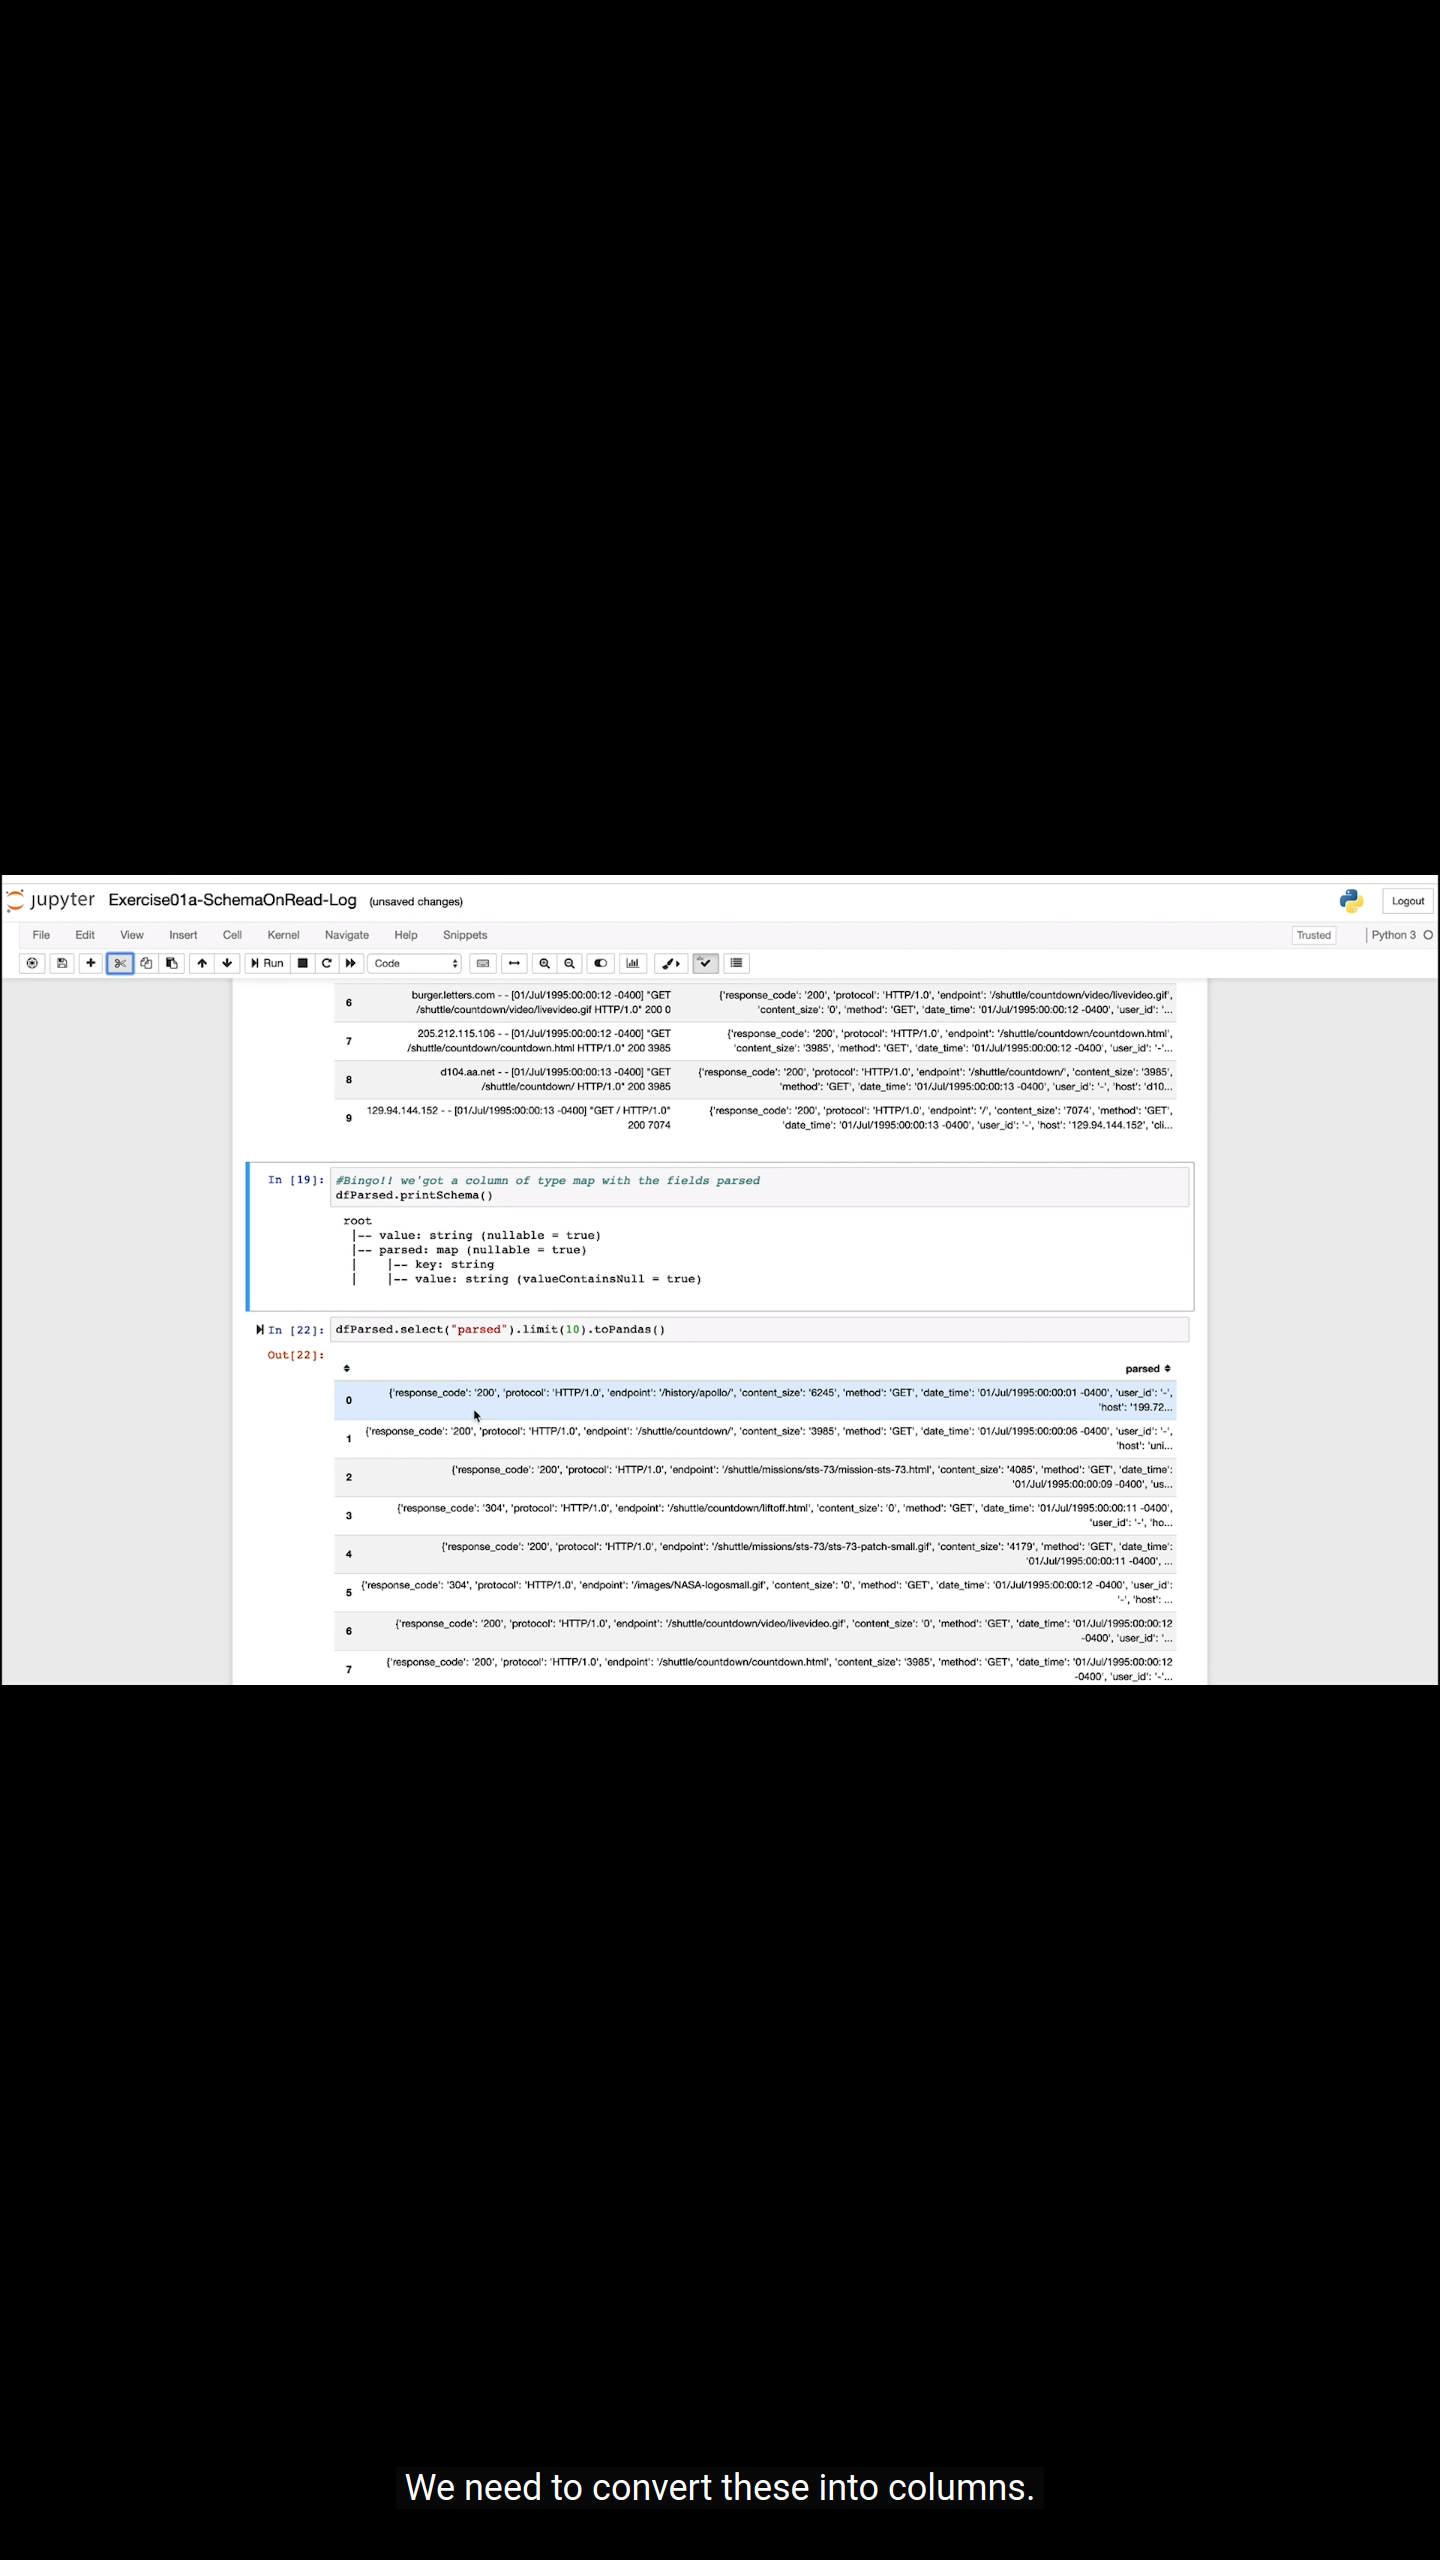 jupyter Exercise01a-SchemaOnRead-Log (unsaved changes) Logout
File Edit View Insert Cell Kernel Navigate Help Snippets Trusted Python 3
Run Code
6 burger.letters.com - - [01/Jul/1995:00:00:12 -0400] "GET {'response_code': '200', 'protocol': 'HTTP/1.0', 'endpoint': '/shuttle/countdown/video/livevideo.gif',
/shuttle/countdown/video/livevideo.gif HTTP/1.0" 200 0 'content_size': '0', 'method': 'GET', 'date_time': '01/Jul/1995:00:00:12 -0400', 'user_id': '...
7 205.212.115.106 - - [01/Jul/1995:00:00:12 -0400] "GET {'response_code': '200', 'protocol': 'HTTP/1.0', 'endpoint': '/shuttle/countdown/countdown.html',
/shuttle/countdown/countdown.html HTTP/1.0" 200 3985 'content_size': '3985', 'method': 'GET', 'date_time': '01/Jul/1995:00:00:12 -0400', 'user_id': '-'...
8 d104.aa.net - - [01/Jul/1995:00:00:13 -0400] "GET {'response_code': '200', 'protocol': 'HTTP/1.0', 'endpoint': '/shuttle/countdown/', 'content_size': '3985',
/shuttle/countdown/ HTTP/1.0" 200 3985 'method': 'GET', 'date_time': '01/Jul/1995:00:00:13 -0400', 'user_id': '-', 'host': 'd10...
9 129.94.144.152 - - [01/Jul/1995:00:00:13 -0400] "GET / HTTP/1.0" {'response_code': '200', 'protocol': 'HTTP/1.0', 'endpoint': '/', 'content_size': '7074', 'method': 'GET',
200 7074 'date_time': '01/Jul/1995:00:00:13 -0400', 'user_id': '-', 'host': '129.94.144.152', 'cli...
In [19]: #Bingo!! we'got a column of type map with the fields parsed
dfParsed.printSchema()
root
|-- value: string (nullable = true)
|-- parsed: map (nullable = true)
| |-- key: string
| |-- value: string (valueContainsNull = true)
In [22]: dfParsed.select("parsed").limit(10).toPandas()
Out[22]:
parsed
0 {'response_code': '200', 'protocol': 'HTTP/1.0', 'endpoint': '/history/apollo/', 'content_size': '6245', 'method': 'GET', 'date_time': '01/Jul/1995:00:00:01 -0400', 'user_id': '-',
'host': '199.72...
1 {'response_code': '200', 'protocol': 'HTTP/1.0', 'endpoint': '/shuttle/countdown/', 'content_size': '3985', 'method': 'GET', 'date_time': '01/Jul/1995:00:00:06 -0400', 'user_id': '-',
'host': 'uni...
2 {'response_code': '200', 'protocol': 'HTTP/1.0', 'endpoint': '/shuttle/missions/sts-73/mission-sts-73.html', 'content_size': '4085', 'method': 'GET', 'date_time':
'01/Jul/1995:00:00:09 -0400', 'us...
3 {'response_code': '304', 'protocol': 'HTTP/1.0', 'endpoint': '/shuttle/countdown/liftoff.html', 'content_size': '0', 'method': 'GET', 'date_time': '01/Jul/1995:00:00:11 -0400',
'user_id': '-', 'ho...
4 {'response_code': '200', 'protocol': 'HTTP/1.0', 'endpoint': '/shuttle/missions/sts-73/sts-73-patch-small.gif', 'content_size': '4179', 'method': 'GET', 'date_time':
'01/Jul/1995:00:00:11 -0400', ...
5 {'response_code': '304', 'protocol': 'HTTP/1.0', 'endpoint': '/images/NASA-logosmall.gif', 'content_size': '0', 'method': 'GET', 'date_time': '01/Jul/1995:00:00:12 -0400', 'user_id':
'-', 'host': ...
6 {'response_code': '200', 'protocol': 'HTTP/1.0', 'endpoint': '/shuttle/countdown/video/livevideo.gif', 'content_size': '0', 'method': 'GET', 'date_time': '01/Jul/1995:00:00:12
-0400', 'user_id': '...
7 {'response_code': '200', 'protocol': 'HTTP/1.0', 'endpoint': '/shuttle/countdown/countdown.html', 'content_size': '3985', 'method': 'GET', 'date_time': '01/Jul/1995:00:00:12
-0400', 'user_id': '-'...
We need to convert these into columns.